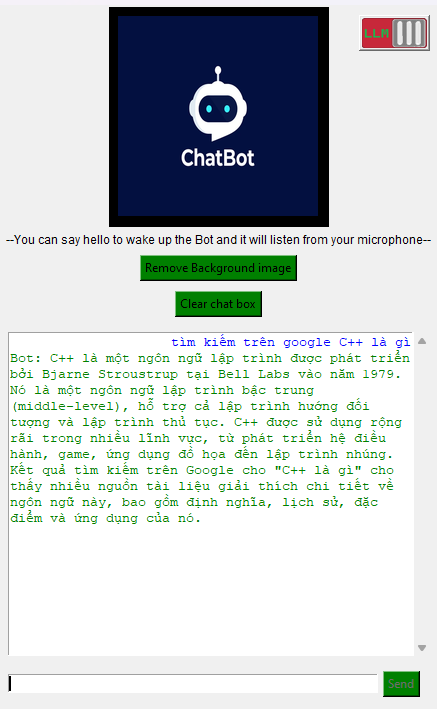 LLM
ChatBot
--You can say hello to wake up the Bot and it will listen from your microphone--
Remove Background image
Clear chat box
tìm kiếm trên google C++ là gì
Bot: C++ là một ngôn ngữ lập trình được phát triển
bởi Bjarne Stroustrup tại Bell Labs vào năm 1979.
Nó là một ngôn ngữ lập trình bậc trung
(middle-level), hỗ trợ cả lập trình hướng đối
tượng và lập trình thủ tục. C++ được sử dụng rộng
rãi trong nhiều lĩnh vực, từ phát triển hệ điều
hành, game, ứng dụng đồ họa đến lập trình nhúng.
Kết quả tìm kiếm trên Google cho "C++ là gì" cho
thấy nhiều nguồn tài liệu giải thích chi tiết về
ngôn ngữ này, bao gồm định nghĩa, lịch sử, đặc
điểm và ứng dụng của nó.
Send